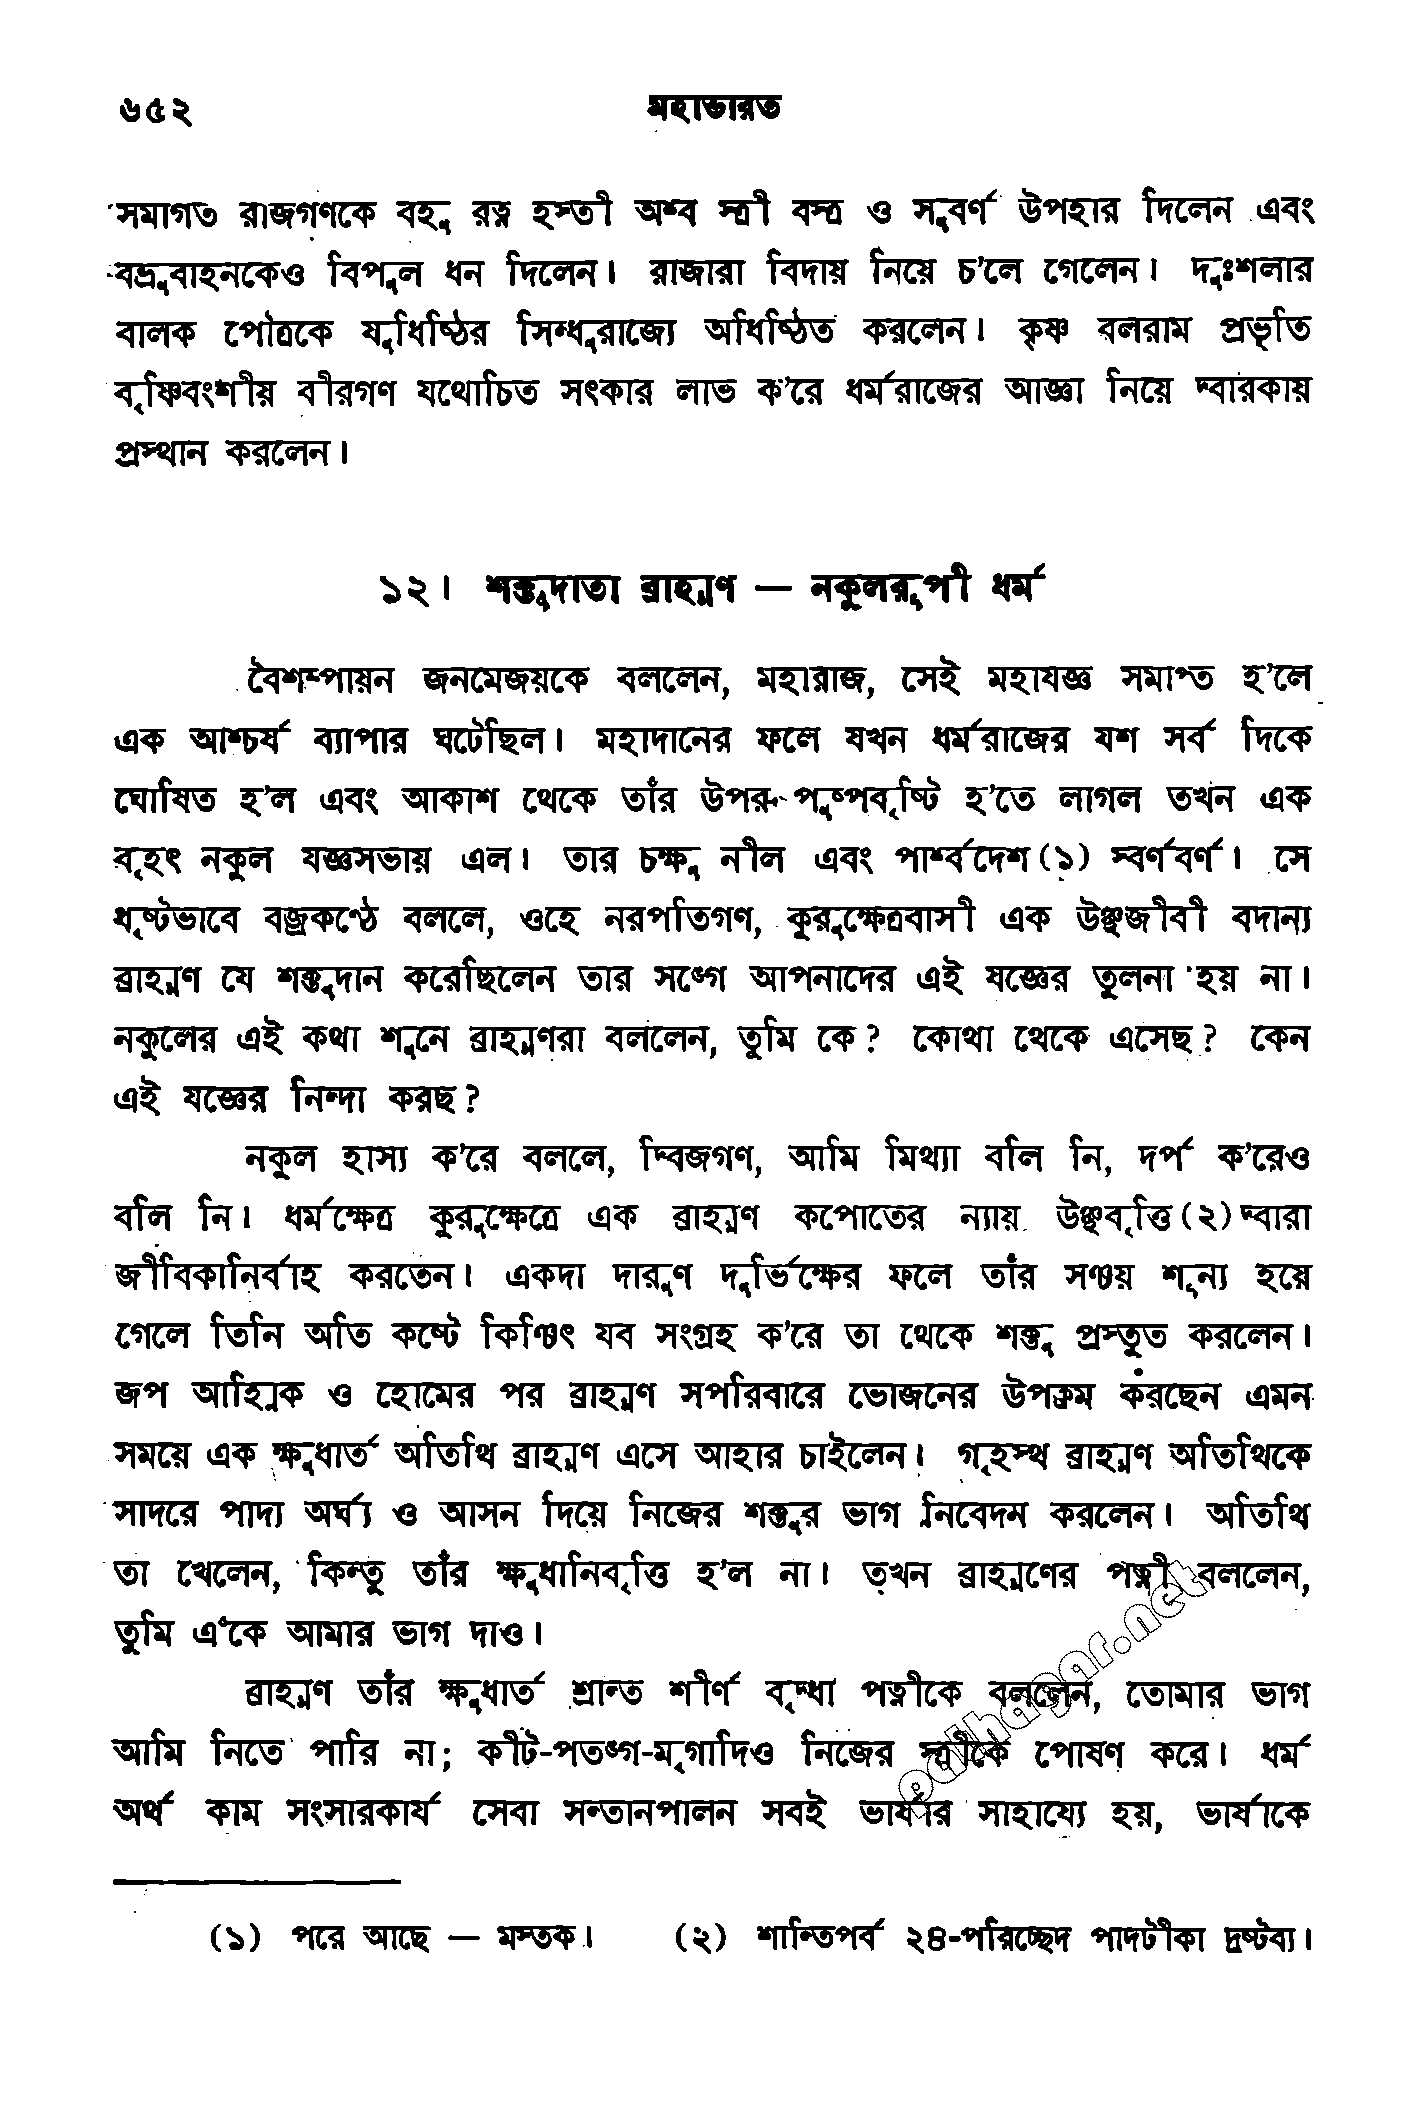 ৬৫২ মহাভারত
সমাগত রাজগণকে বহু রত্ন হস্তী অশ্ব স্ত্রী বস্ত্র ও সুবর্ণ উপহার দিলেন এবং
বভ্রুবাহনকেও বিপুল ধন দিলেন। রাজারা বিদায় নিয়ে চ’লে গেলেন। দুঃশলার
বালক পৌত্রকে যুধিষ্ঠির সিন্ধুরাজ্যে অধিষ্ঠিত করলেন। কৃষ্ণ বলরাম প্রভৃতি
বৃষ্ণিবংশীয় বীরগণ যথোচিত সৎকার লাভ ক’রে ধর্মরাজের আজ্ঞা নিয়ে দ্বারকায়
প্রস্থান করলেন।
১২। শক্তুদাতা ব্রাহ্মণ — নকুলরূপী ধর্ম
বৈশম্পায়ন জনমেজয়কে বললেন, মহারাজ, সেই মহাযজ্ঞ সমাপ্ত হ’লে
এক আশ্চর্য ব্যাপার ঘটেছিল। মহাদানের ফলে যখন ধর্মরাজের যশ সর্ব দিকে
ঘোষিত হ’ল এবং আকাশ থেকে তাঁর উপরু পুষ্পবৃষ্টি হ’তে লাগল তখন এক
বৃহৎ নকুল যজ্ঞসভায় এল। তার চক্ষু নীল এবং পার্শ্বদেশ(১) স্বর্ণবর্ণ। সে
ধৃষ্টভাবে বজ্রকণ্ঠে বললে, ওহে নরপতিগণ, কুরুক্ষেত্রবাসী এক উঞ্ছজীবী বদান্য
ব্রাহ্মণ যে শক্তুদান করেছিলেন তার সঙ্গে আপনাদের এই যজ্ঞের তুলনা হয় না।
নকুলের এই কথা শুনে ব্রাহ্মণরা বললেন, তুমি কে? কোথা থেকে এসেছ? কেন
এই যজ্ঞের নিন্দা করছ?
নকুল হাস্য ক’রে বললে, দ্বিজগণ, আমি মিথ্যা বলি নি, দর্প ক’রেও
বলি নি। ধর্মক্ষেত্র কুরুক্ষেত্রে এক ব্রাহ্মণ কপোতের ন্যায় উঞ্ছবৃত্তি(২)দ্বারা
জীবিকানির্বাহ করতেন। একদা দারুণ দুর্ভিক্ষের ফলে তাঁর সঞ্চয় শূন্য হয়ে
গেলে তিনি অতি কষ্টে কিঞ্চিৎ যব সংগ্রহ ক’রে তা থেকে শক্তু প্রস্তুত করলেন।
জপ আহ্নিক ও হোমের পর ব্রাহ্মণ সপরিবারে ভোজনের উপক্রম করছেন এমন
সময়ে এক ক্ষুধার্ত অতিথি ব্রাহ্মণ এসে আহার চাইলেন। গৃহস্থ ব্রাহ্মণ অতিথিকে
সাদরে পাদ্য অর্ঘ্য ও আসন দিয়ে নিজের শক্তুর ভাগ নিবেদন করলেন। অতিথি
তা খেলেন, কিন্তু তাঁর ক্ষুধানিবৃত্তি হ’ল না। তখন ব্রাহ্মণের পত্নী বললেন,
তুমি এঁকে আমার ভাগ দাও।
ব্রাহ্মণ তাঁর ক্ষুধার্ত শ্রান্ত শীর্ণ বৃদ্ধা পত্নীকে বললেন, তোমার ভাগ
আমি নিতে পারি না; কীট-পতঙ্গ-মৃগাদিও নিজের স্ত্রীকে পোষণ করে। ধর্ম
অর্থ কাম সংসারকার্য সেবা সন্তানপালন সবই ভার্যার সাহায্যে হয়, ভার্যাকে
(১) পরে আছে — মস্তক। (২) শান্তিপর্ব ২৪-পরিচ্ছেদ পাদটীকা দ্রষ্টব্য।
pathagar.net